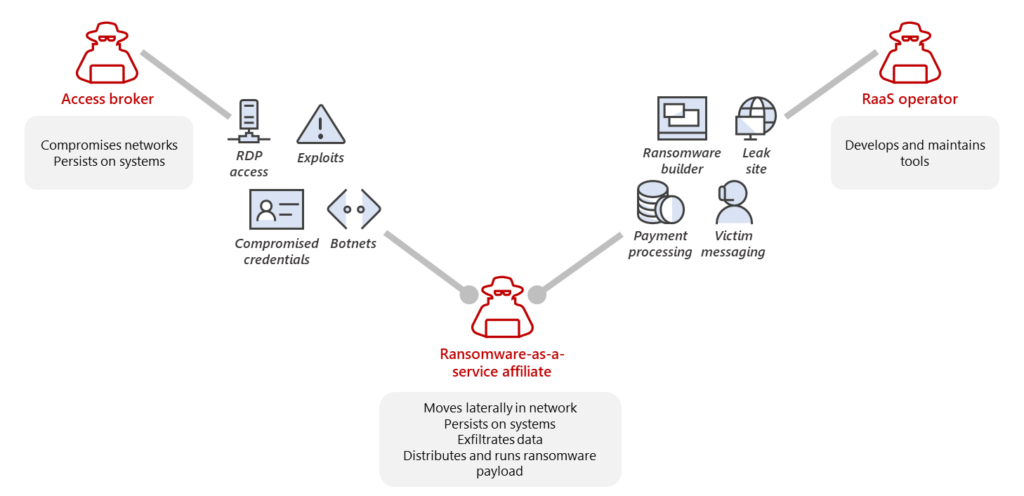 Access broker
Compromises networks
Persists on systems
RDP
access
Exploits
Compromised
credentials
Botnets
Ransomware
builder
Leak
site
Payment
processing
Victim
messaging
RaaS operator
Develops and maintains
tools
Ransomware-as-a-
service affiliate
Moves laterally in network
Persists on systems
Exfiltrates data
Distributes and runs ransomware
payload